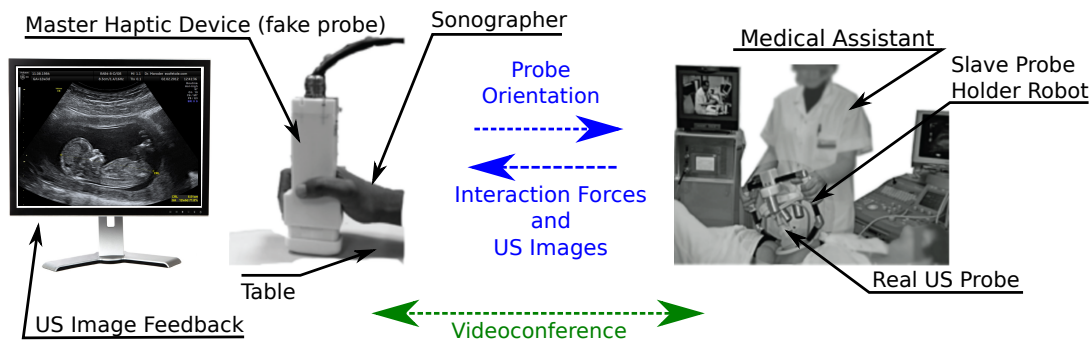 Master Haptic Device (fake probe)
Sonographer
Medical Assistant
Slave Probe
Holder Robot
Probe
Orientation
Interaction Forces
and
US Images
Real US Probe
Table
US Image Feedback
Videoconference